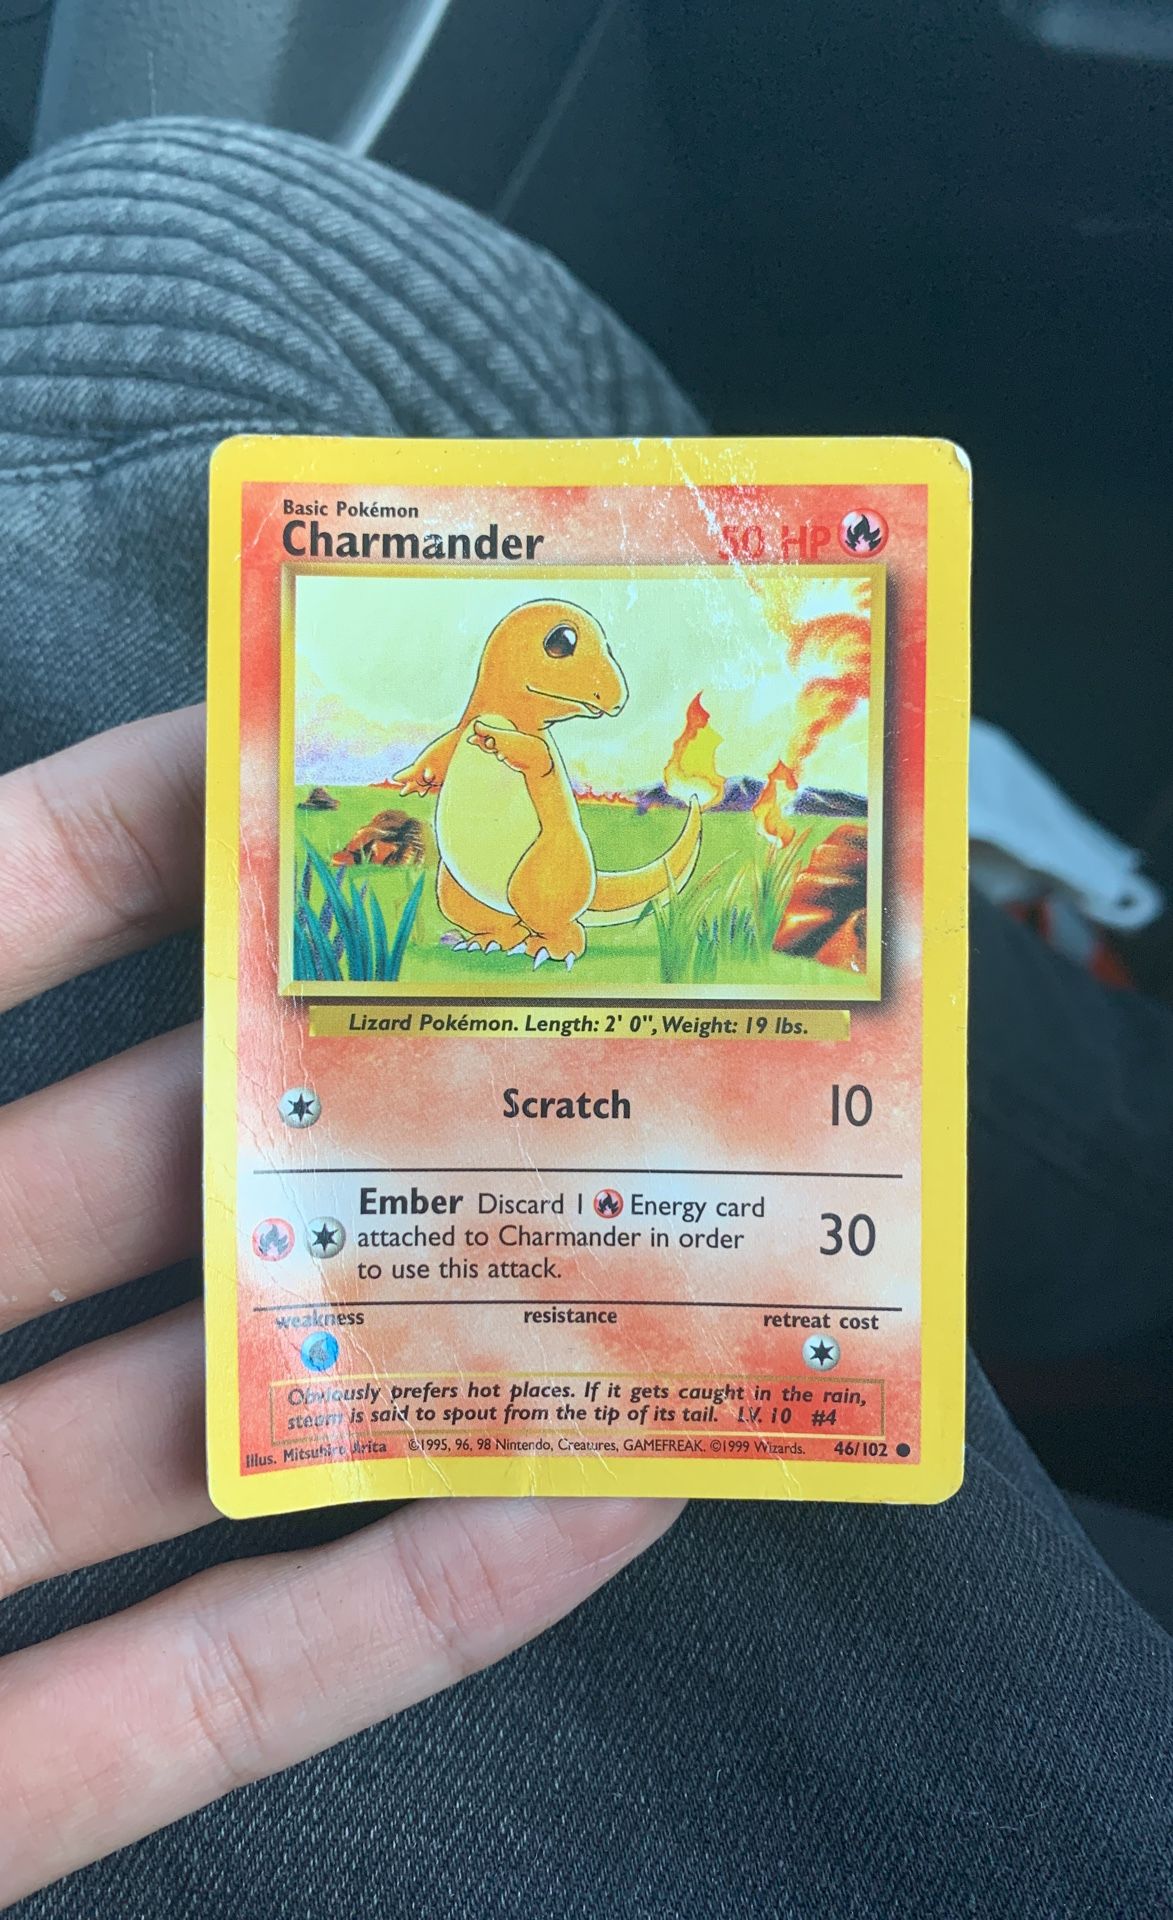 Basic Pokémon
Charmander 50 HP
Lizard Pokémon. Length: 2' 0", Weight: 19 lbs.
Scratch 10
Ember Discard 1 Energy card
attached to Charmander in order
to use this attack.
30
weakness resistance retreat cost
Obviously prefers hot places. If it gets caught in the rain,
steam is said to spout from the tip of its tail. LV. 10 #4
Illus. Mitsuhiro Arita ©1995, 96, 98 Nintendo, Creatures, GAMEFREAK. ©1999 Wizards. 46/102